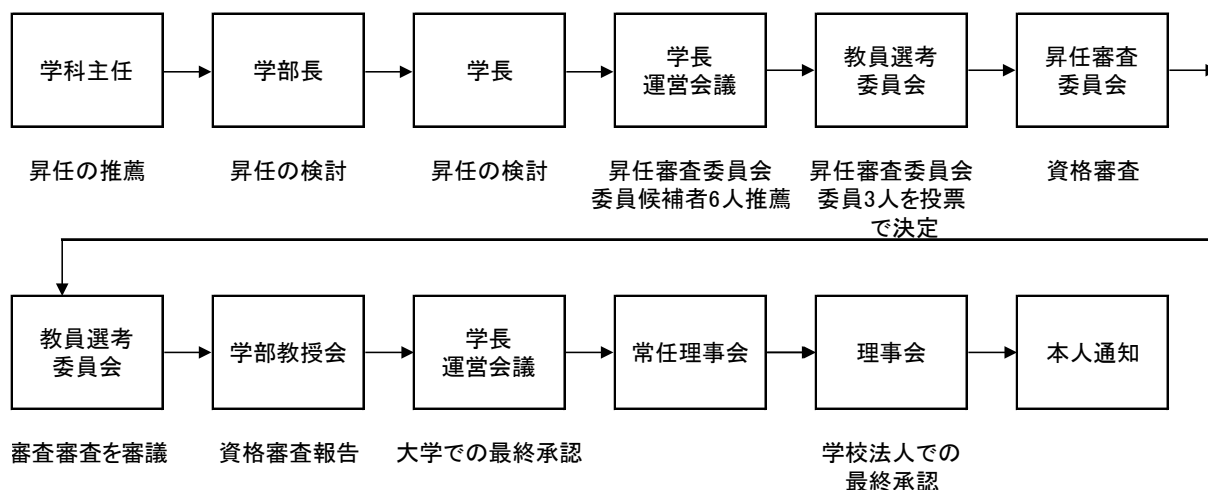 学科主任
学部長
学長
学長
運営会議
教員選考
委員会
昇任審査
委員会
昇任の推薦
昇任の検討
昇任の検討
昇任審査委員会
委員候補者6人推薦
昇任審査委員会
委員3人を投票
で決定
資格審査
教員選考
委員会
学部教授会
学長
運営会議
常任理事会
理事会
本人通知
審査審査を審議
資格審査報告
大学での最終承認
学校法人での
最終承認